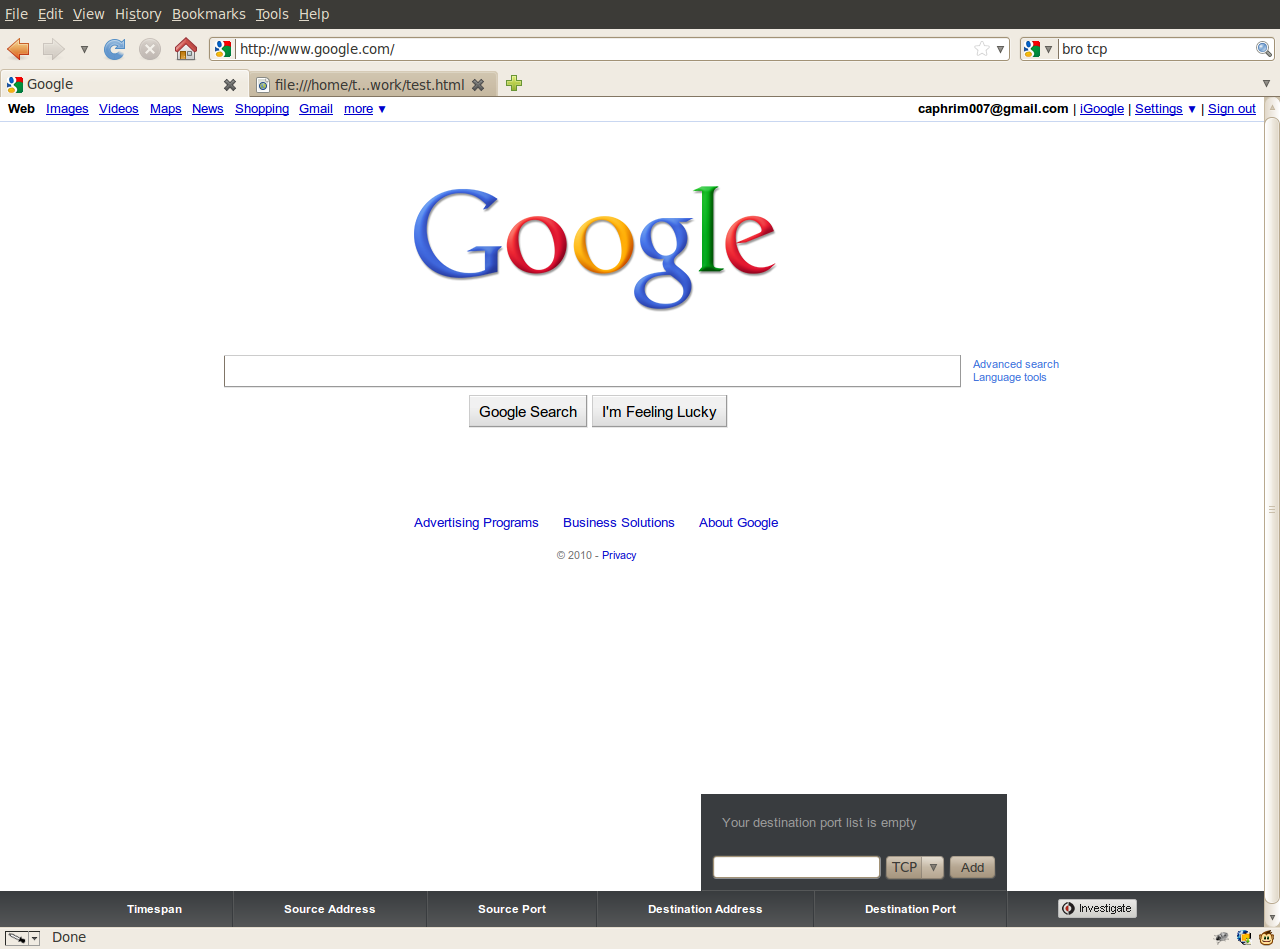 File Edit View History Bookmarks Tools Help
http://www.google.com/ bro tcp
Google file:///home/t...work/test.html
Web Images Videos Maps News Shopping Gmail more ▼ caphrim007@gmail.com | iGoogle | Settings ▼ | Sign out
Google
Advanced search
Language tools
Google Search I'm Feeling Lucky
Advertising Programs Business Solutions About Google
© 2010 - Privacy
Your destination port list is empty
TCP Add
Timespan Source Address Source Port Destination Address Destination Port Investigate
Done